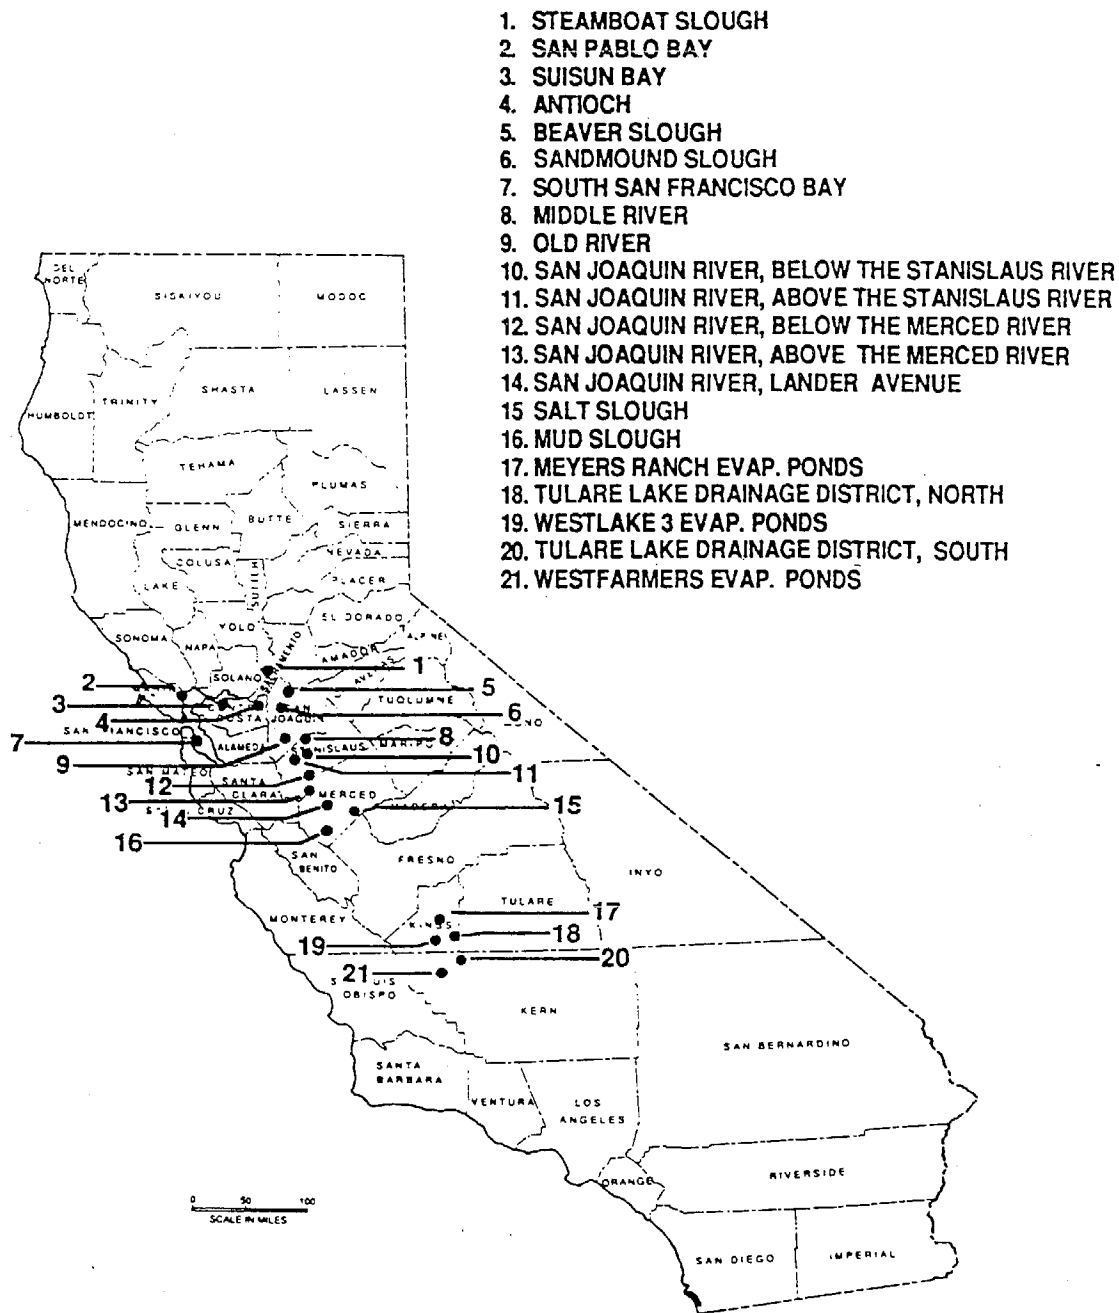 1. STEAMBOAT SLOUGH
2. SAN PABLO BAY
3. SUISUN BAY
4. ANTIOCH
5. BEAVER SLOUGH
6. SANDMOUND SLOUGH
7. SOUTH SAN FRANCISCO BAY
8. MIDDLE RIVER
9. OLD RIVER
10. SAN JOAQUIN RIVER, BELOW THE STANISLAUS RIVER
11. SAN JOAQUIN RIVER, ABOVE THE STANISLAUS RIVER
12. SAN JOAQUIN RIVER, BELOW THE MERCED RIVER
13. SAN JOAQUIN RIVER, ABOVE THE MERCED RIVER
14. SAN JOAQUIN RIVER, LANDER AVENUE
15 SALT SLOUGH
16. MUD SLOUGH
17. MEYERS RANCH EVAP. PONDS
18. TULARE LAKE DRAINAGE DISTRICT, NORTH
19. WESTLAKE 3 EVAP. PONDS
20. TULARE LAKE DRAINAGE DISTRICT, SOUTH
21. WESTFARMERS EVAP. PONDS
DEL
NORTE
SISKIYOU
MODOC
HUMBOLDT
TRINITY
SHASTA
LASSEN
TEHAMA
PLUMAS
MENDOCINO
GLENN
BUTTE
SIERRA
NEVADA
COLUSA
SUTTER
PLACER
LAKE
EL DORADO
YOLO
SONOMA
NAPA
SACRAMENTO
AMADOR
ALPINE
SOLANO
1
2
5
TUOLUMNE
3
4
COSTA
JOAQUIN
6
SAN FRANCISCO
7
ALAMEDA
STANISLAUS
8
9
10
SAN MATEO
11
12
SANTA
CLARA
MERCED
13
14
CRUZ
15
16
SAN
BENITO
FRESNO
INYO
MONTEREY
TULARE
17
KINGS
18
19
20
21
OBISPO
KERN
SAN BERNARDINO
SANTA
BARBARA
VENTURA
LOS
ANGELES
ORANGE
RIVERSIDE
SAN DIEGO
IMPERIAL
0 50 100
SCALE IN MILES